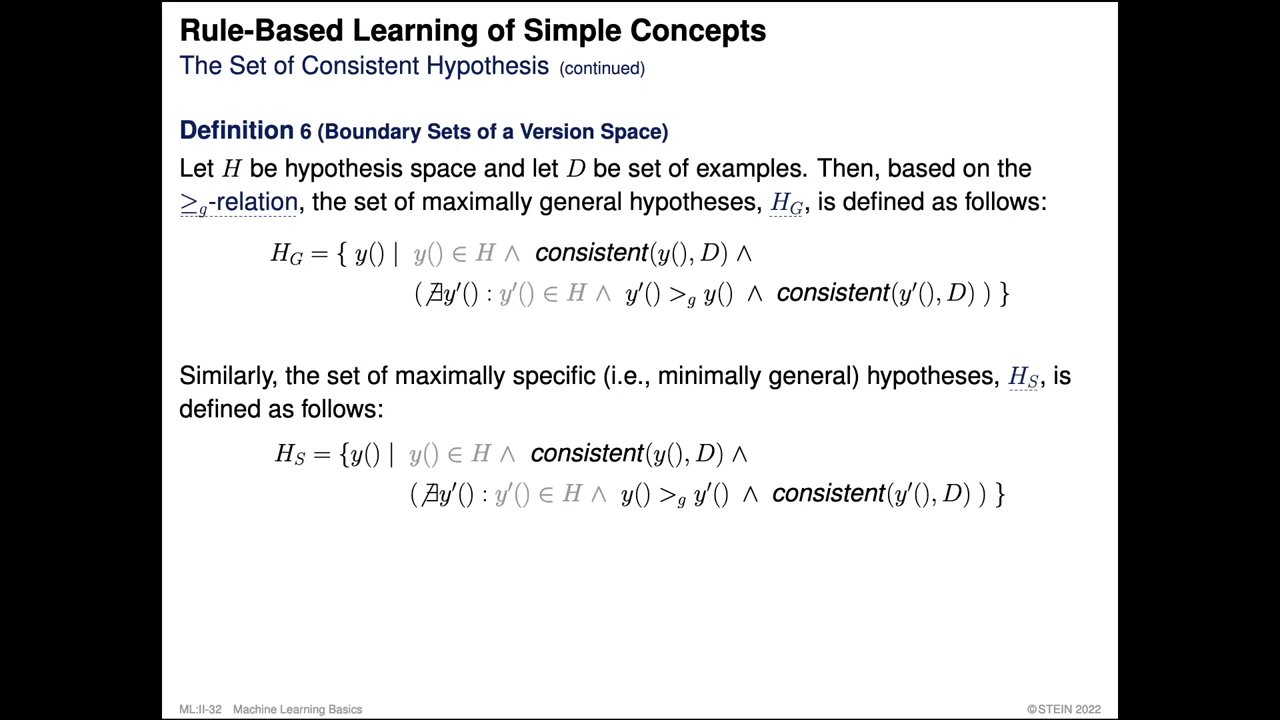 Rule-Based Learning of Simple Concepts
The Set of Consistent Hypothesis (continued)
Definition 6 (Boundary Sets of a Version Space)
Let H be hypothesis space and let D be set of examples. Then, based on the
≥g-relation, the set of maximally general hypotheses, HG, is defined as follows:
HG = { y() | y() ∈ H ∧ consistent(y(), D) ∧
( ∄y′() : y′() ∈ H ∧ y′() >g y() ∧ consistent(y′(), D) ) }
Similarly, the set of maximally specific (i.e., minimally general) hypotheses, HS, is
defined as follows:
HS = {y() | y() ∈ H ∧ consistent(y(), D) ∧
( ∄y′() : y′() ∈ H ∧ y() >g y′() ∧ consistent(y′(), D) ) }
ML:II-32 Machine Learning Basics
©STEIN 2022